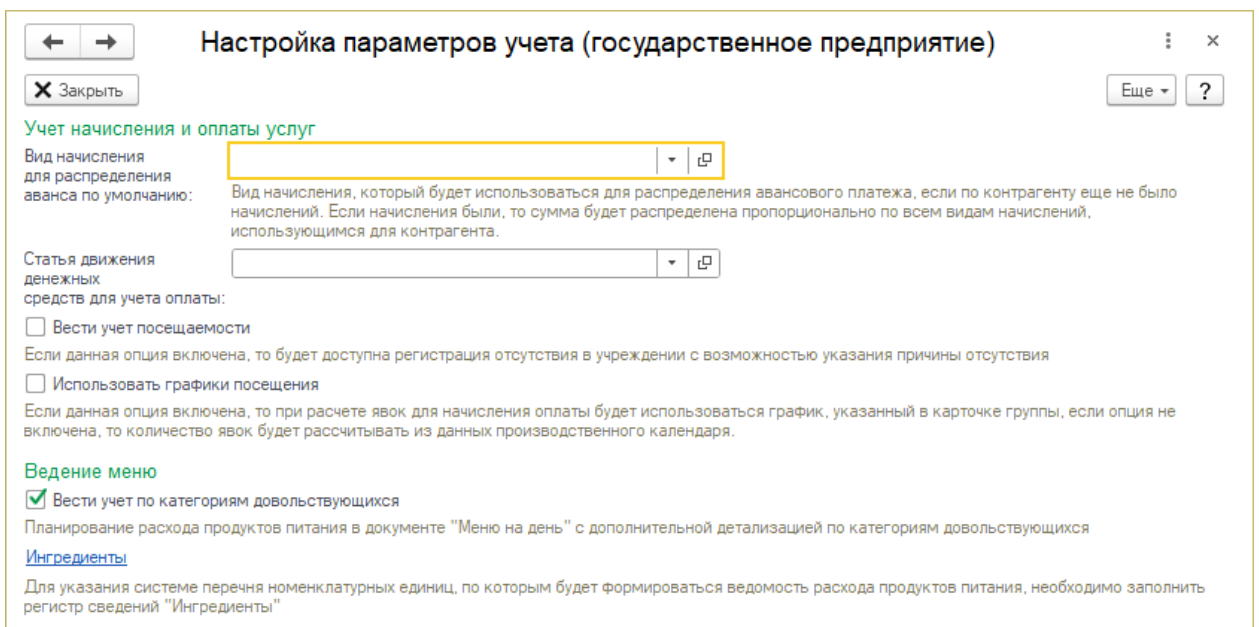 Настройка параметров учета (государственное предприятие)
Закрыть
Еще
?
Учет начисления и оплаты услуг
Вид начисления
для распределения
аванса по умолчанию:
Вид начисления, который будет использоваться для распределения авансового платежа, если по контрагенту еще не было
начислений. Если начисления были, то сумма будет распределена пропорционально по всем видам начислений,
использующимся для контрагента.
Статья движения
денежных
средств для учета оплаты:
Вести учет посещаемости
Если данная опция включена, то будет доступна регистрация отсутствия в учреждении с возможностью указания причины отсутствия
Использовать графики посещения
Если данная опция включена, то при расчете явок для начисления оплаты будет использоваться график, указанный в карточке группы, если опция не
включена, то количество явок будет рассчитывать из данных производственного календаря.
Ведение меню
Вести учет по категориям довольствующихся
Планирование расхода продуктов питания в документе "Меню на день" с дополнительной детализацией по категориям довольствующихся
Ингредиенты
Для указания системе перечня номенклатурных единиц, по которым будет формироваться ведомость расхода продуктов питания, необходимо заполнить
регистр сведений "Ингредиенты"